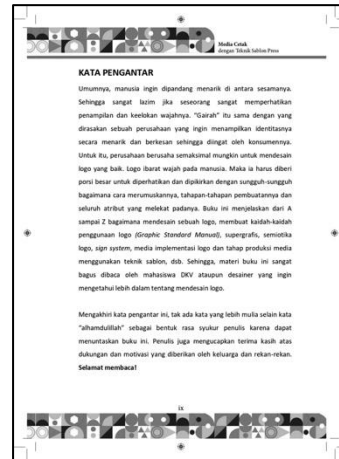 Media Cetak
dengan Teknik Sablon Press
KATA PENGANTAR
Umumnya, manusia ingin dipandang menarik di antara sesamanya.
Sehingga sangat lazim jika seseorang sangat memperhatikan
penampilan dan keelokan wajahnya. "Gairah" itu sama dengan yang
dirasakan sebuah perusahaan yang ingin menampilkan identitasnya
secara menarik dan berkesan sehingga diingat oleh konsumennya.
Untuk itu, perusahaan berusaha semaksimal mungkin untuk mendesain
logo yang baik. Logo ibarat wajah pada manusia. Maka ia harus diberi
porsi besar untuk diperhatikan dan dipikirkan dengan sungguh-sungguh
bagaimana cara merumuskannya, tahapan-tahapan pembuatannya dan
seluruh atribut yang melekat padanya. Buku ini menjelaskan dari A
sampai Z bagaimana mendesain sebuah logo, membuat kaidah-kaidah
penggunaan logo (Graphic Standard Manual), supergrafis, semiotika
logo, sign system, media implementasi logo dan tahap produksi media
menggunakan teknik sablon, dsb. Sehingga, materi buku ini sangat
bagus dibaca oleh mahasiswa DKV ataupun desainer yang ingin
mengetahui lebih dalam tentang mendesain logo.
Mengakhiri kata pengantar ini, tak ada kata yang lebih mulia selain kata
"alhamdulillah" sebagai bentuk rasa syukur penulis karena dapat
menuntaskan buku ini. Penulis juga mengucapkan terima kasih atas
dukungan dan motivasi yang diberikan oleh keluarga dan rekan-rekan.
Selamat membaca!
ix